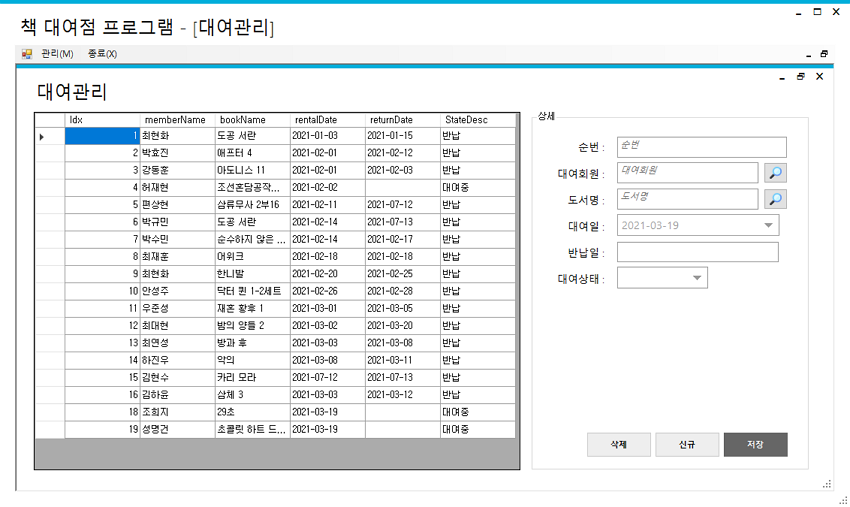 책 대여점 프로그램 - [대여관리]
관리(M) 종료(X)
대여관리
Idx memberName bookName rentalDate returnDate StateDesc
1 최현화 도공 서란 2021-01-03 2021-01-15 반납
2 박효진 애프터 4 2021-02-01 2021-02-12 반납
3 강동훈 아도니스 11 2021-02-01 2021-02-03 반납
4 허재현 조선혼담공작... 2021-02-02 대여중
5 편상현 삼류무사 2부16 2021-02-11 2021-07-12 반납
6 박규민 도공 서란 2021-02-14 2021-07-13 반납
7 박수민 순수하지 않은 ... 2021-02-14 2021-02-17 반납
8 최재훈 머위크 2021-02-18 2021-02-18 반납
9 최현화 한니발 2021-02-20 2021-02-25 반납
10 안성주 닥터 퀸 1-2세트 2021-02-26 2021-02-28 반납
11 우준성 재혼 황후 1 2021-03-01 2021-03-05 반납
12 최대현 밤의 양들 2 2021-03-02 2021-03-20 반납
13 최연성 방과 후 2021-03-03 2021-03-08 반납
14 하진우 악의 2021-03-08 2021-03-11 반납
15 김현수 카리 모라 2021-07-12 2021-07-13 반납
16 김하윤 삼체 3 2021-03-03 2021-03-12 반납
18 조희지 29초 2021-03-19 대여중
19 성명건 초콜릿 하트 드... 2021-03-19 대여중
상세
순번 : 순번
대여회원 : 대여회원
도서명 : 도서명
대여일 : 2021-03-19
반납일 :
대여상태 :
삭제 신규 저장